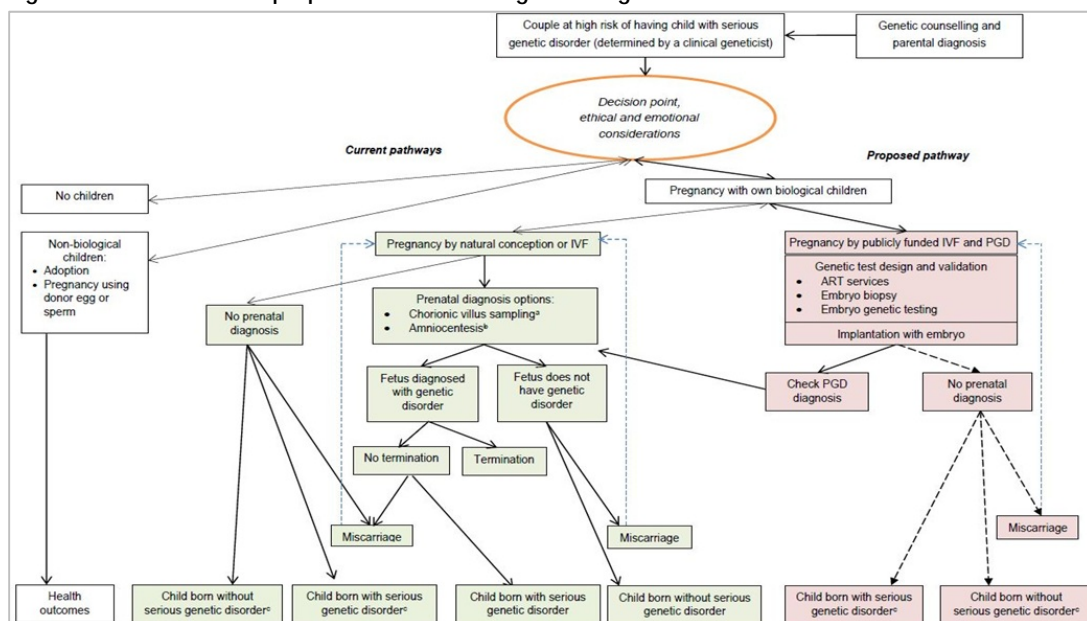 Couple at high risk of having child with serious
genetic disorder (determined by a clinical geneticist)
Genetic counselling and
parental diagnosis
Decision point,
ethical and emotional
considerations
Current pathways
Proposed pathway
No children
Pregnancy with own biological children
Non-biological
children:
• Adoption
• Pregnancy using
donor egg or
sperm
Pregnancy by natural conception or IVF
Pregnancy by publicly funded IVF and PGD
Genetic test design and validation
• ART services
• Embryo biopsy
• Embryo genetic testing
Implantation with embryo
No prenatal
diagnosis
Prenatal diagnosis options:
• Chorionic villus samplingᵃ
• Amniocentesisᵇ
Fetus diagnosed
with genetic
disorder
Fetus does not
have genetic
disorder
Check PGD
diagnosis
No prenatal
diagnosis
No termination
Termination
Miscarriage
Miscarriage
Miscarriage
Health
outcomes
Child born without
serious genetic disorderᶜ
Child born with serious
genetic disorderᶜ
Child born with serious
genetic disorder
Child born without serious
genetic disorder
Child born with serious
genetic disorderᶜ
Child born without
serious genetic disorderᶜ